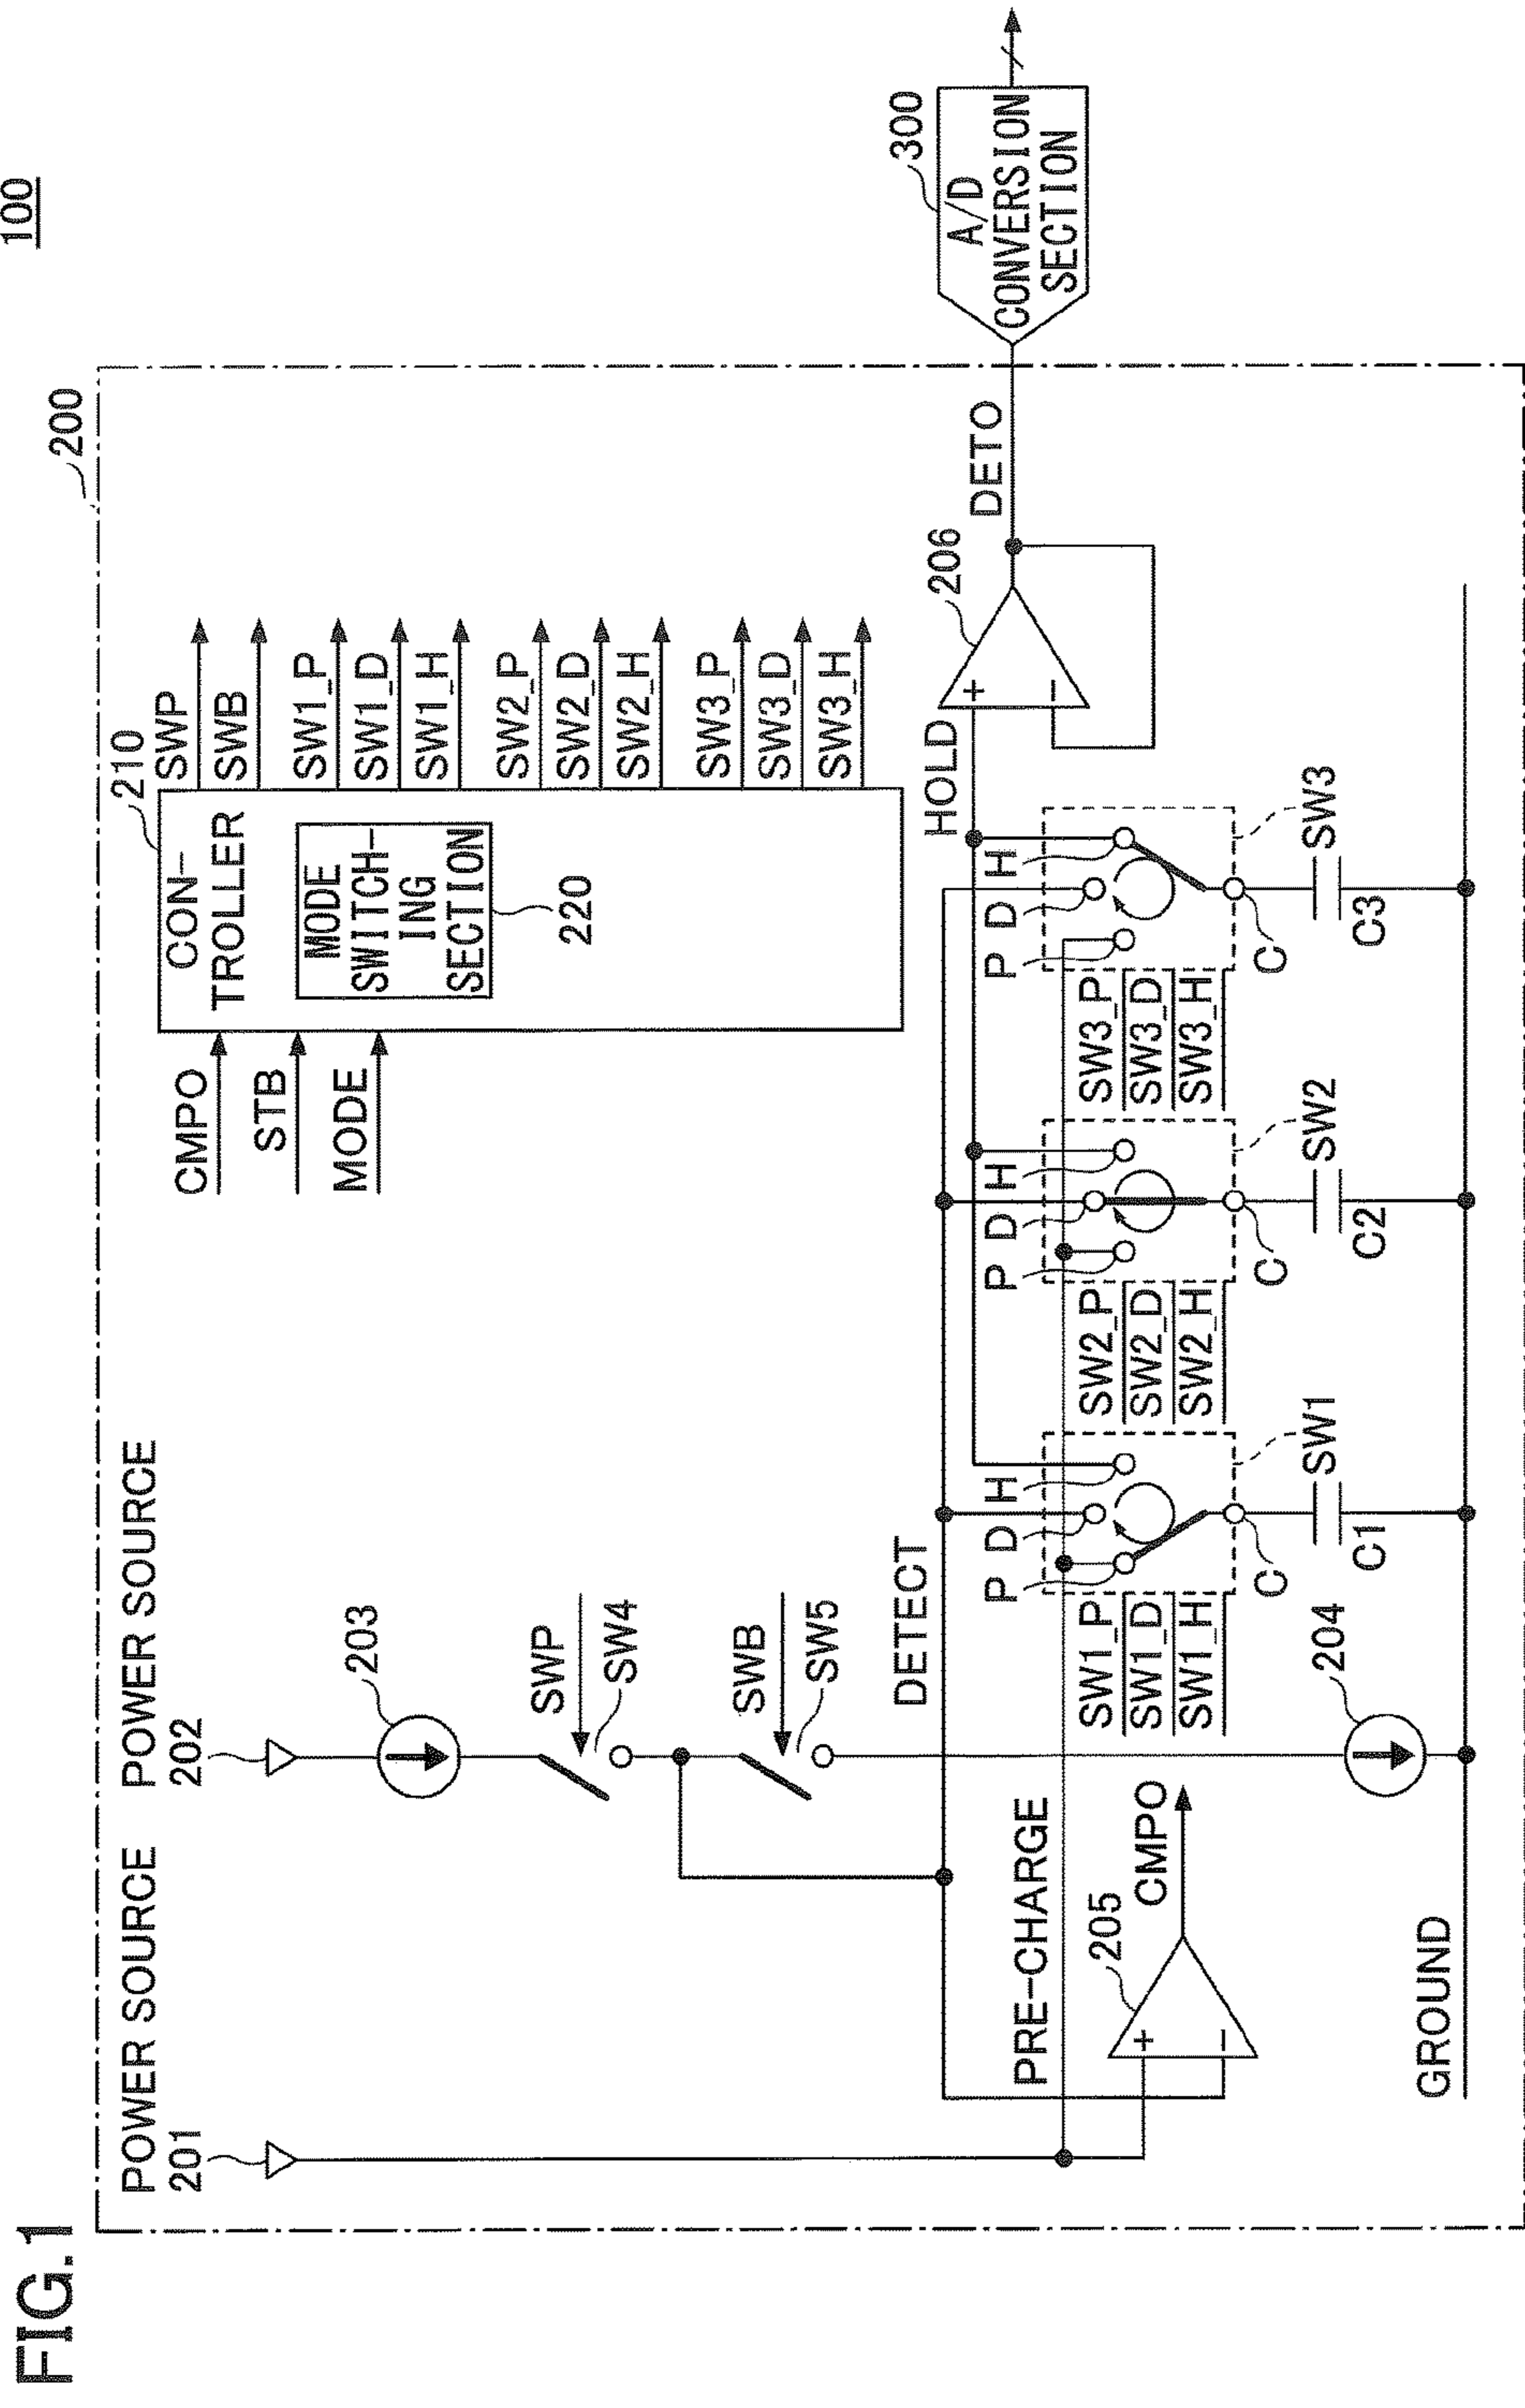 FIG.1
100
200
POWER SOURCE
201
POWER SOURCE
202
203
SWP
SW4
SWB
SW5
CMPO
STB
MODE
210
CON-
TROLLER
MODE
SWITCH-
ING
SECTION
220
SWP
SWB
SW1_P
SW1_D
SW1_H
SW2_P
SW2_D
SW2_H
SW3_P
SW3_D
SW3_H
DETECT
HOLD
PRE-CHARGE
205
+
-
CMPO
204
GROUND
P
D
H
SW1_P
SW1_D
SW1_H
C
SW1
C1
P
D
H
SW2_P
SW2_D
SW2_H
C
SW2
C2
P
D
H
SW3_P
SW3_D
SW3_H
C
SW3
C3
206
+
-
DETO
300
A/D
CONVERSION
SECTION